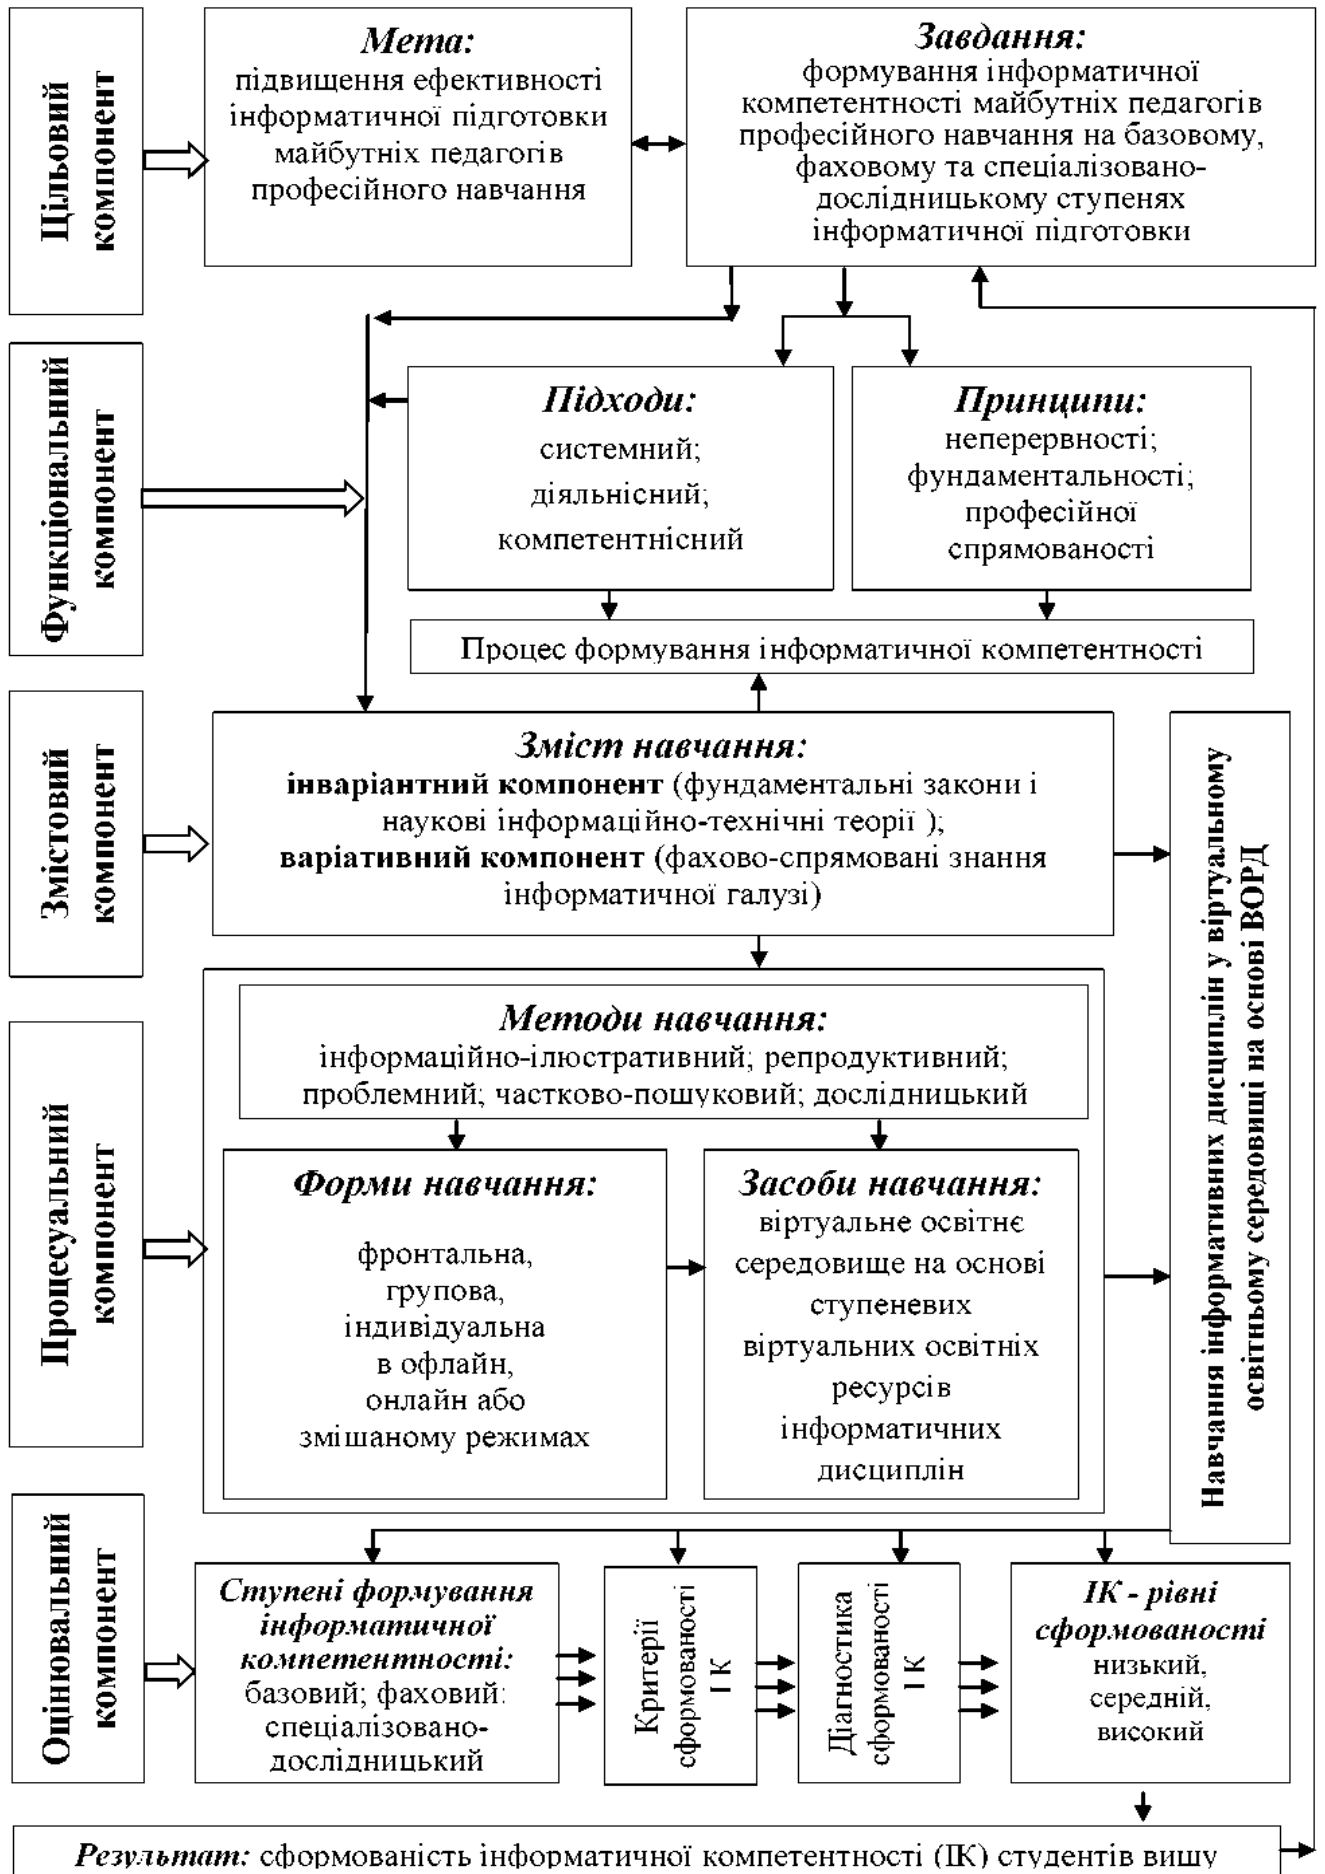 Цільовий
компонент
Мета:
підвищення ефективності
інформатичної підготовки
майбутніх педагогів
професійного навчання
Завдання:
формування інформатичної
компетентності майбутніх педагогів
професійного навчання на базовому,
фаховому та спеціалізовано-
дослідницькому ступенях
інформатичної підготовки
Функціональний
компонент
Підходи:
системний;
діяльнісний;
компетентнісний
Принципи:
неперервності;
фундаментальності;
професійної
спрямованості
Процес формування інформатичної компетентності
Змістовий
компонент
Зміст навчання:
інваріантний компонент (фундаментальні закони і
наукові інформаційно-технічні теорії );
варіативний компонент (фахово-спрямовані знання
інформатичної галузі)
Навчання інформативних дисциплін у віртуальному
освітньому середовищі на основі ВОРД
Процесуальний
компонент
Методи навчання:
інформаційно-ілюстративний; репродуктивний;
проблемний; частково-пошуковий; дослідницький
Форми навчання:
фронтальна,
групова,
індивідуальна
в офлайн,
онлайн або
змішаному режимах
Засоби навчання:
віртуальне освітнє
середовище на основі
ступеневих
віртуальних освітніх
ресурсів
інформатичних
дисциплін
Оцінювальний
компонент
Ступені формування
інформатичної
компетентності:
базовий; фаховий:
спеціалізовано-
дослідницький
Критерії
сформованості
ІК
Діагностика
сформованості
ІК
ІК - рівні
сформованості
низький,
середній,
високий
Результат: сформованість інформатичної компетентності (ІК) студентів вишу